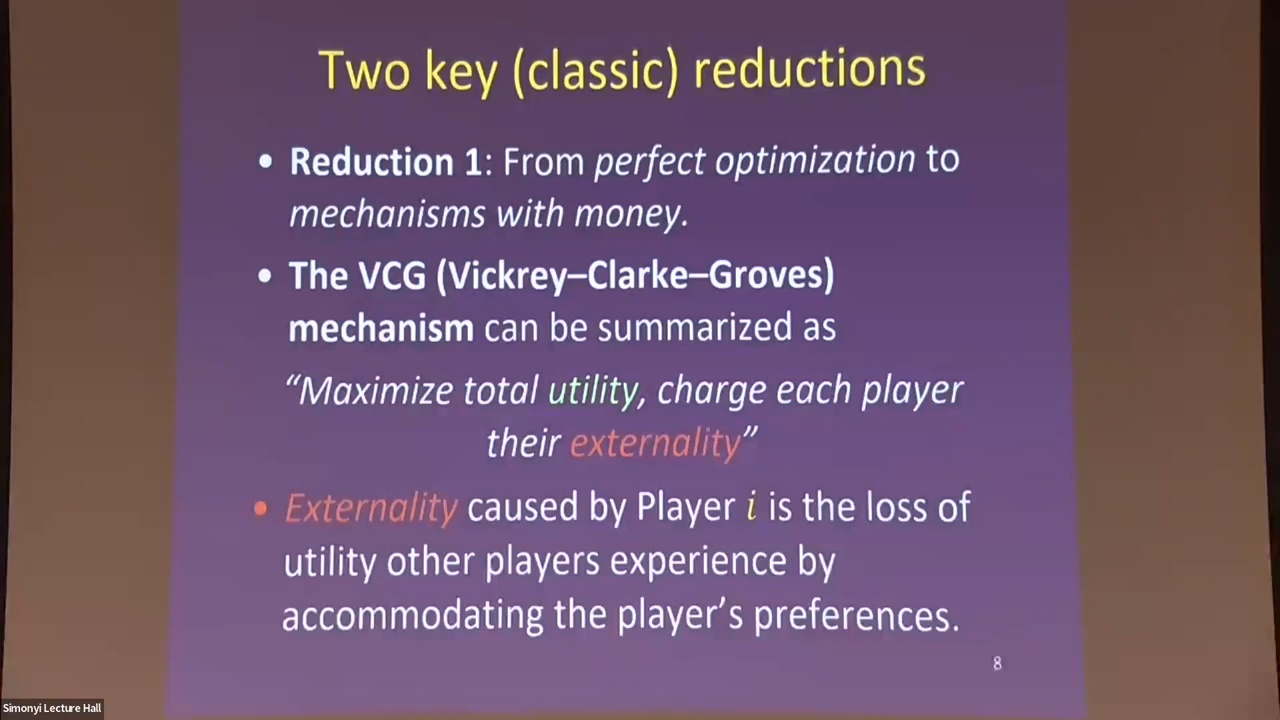 Two key (classic) reductions
• Reduction 1: From perfect optimization to
mechanisms with money.
• The VCG (Vickrey–Clarke–Groves)
mechanism can be summarized as
“Maximize total utility, charge each player
their externality”
• Externality caused by Player i is the loss of
utility other players experience by
accommodating the player’s preferences.
8
Simonyi Lecture Hall